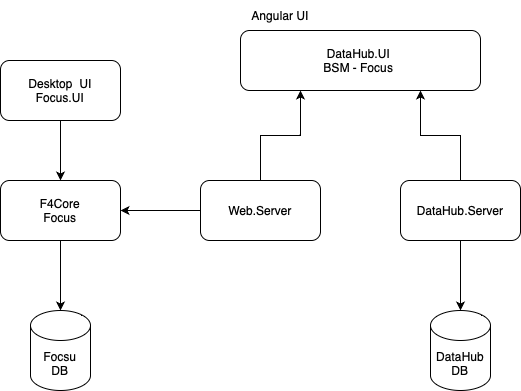 Angular UI
DataHub.UI
BSM - Focus
Desktop UI
Focus.UI
F4Core
Focus
Web.Server
DataHub.Server
Focsu
DB
DataHub
DB